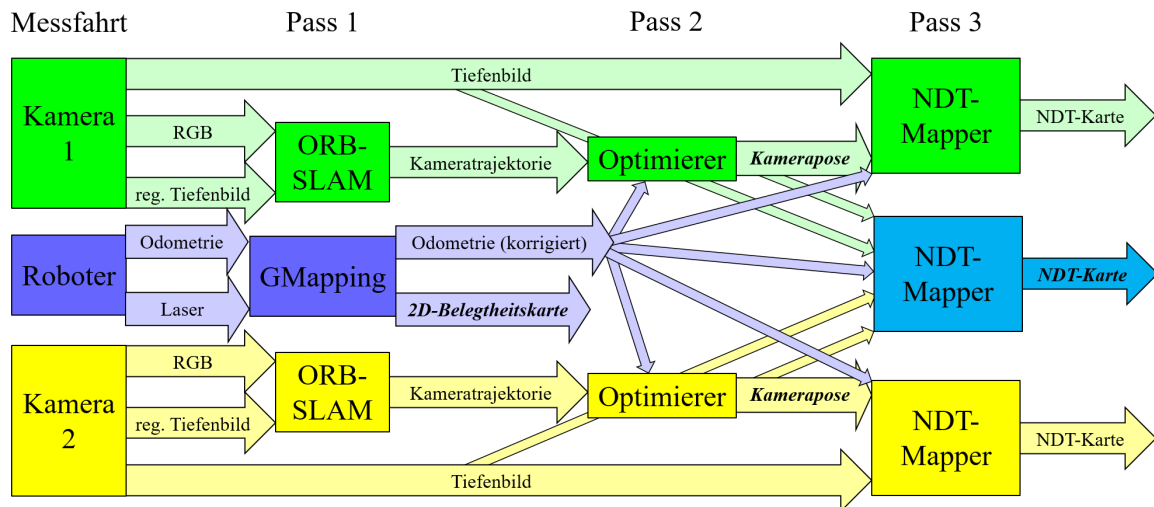 Messfahrt
Pass 1
Pass 2
Pass 3
Kamera
1
Tiefenbild
RGB
reg. Tiefenbild
ORB-
SLAM
Kameratrajektorie
Optimierer
Kamerapose
NDT-
Mapper
NDT-Karte
Roboter
Odometrie
Laser
GMapping
Odometrie (korrigiert)
2D-Belegtheitskarte
NDT-
Mapper
NDT-Karte
Kamera
2
RGB
reg. Tiefenbild
ORB-
SLAM
Kameratrajektorie
Optimierer
Kamerapose
Tiefenbild
NDT-
Mapper
NDT-Karte